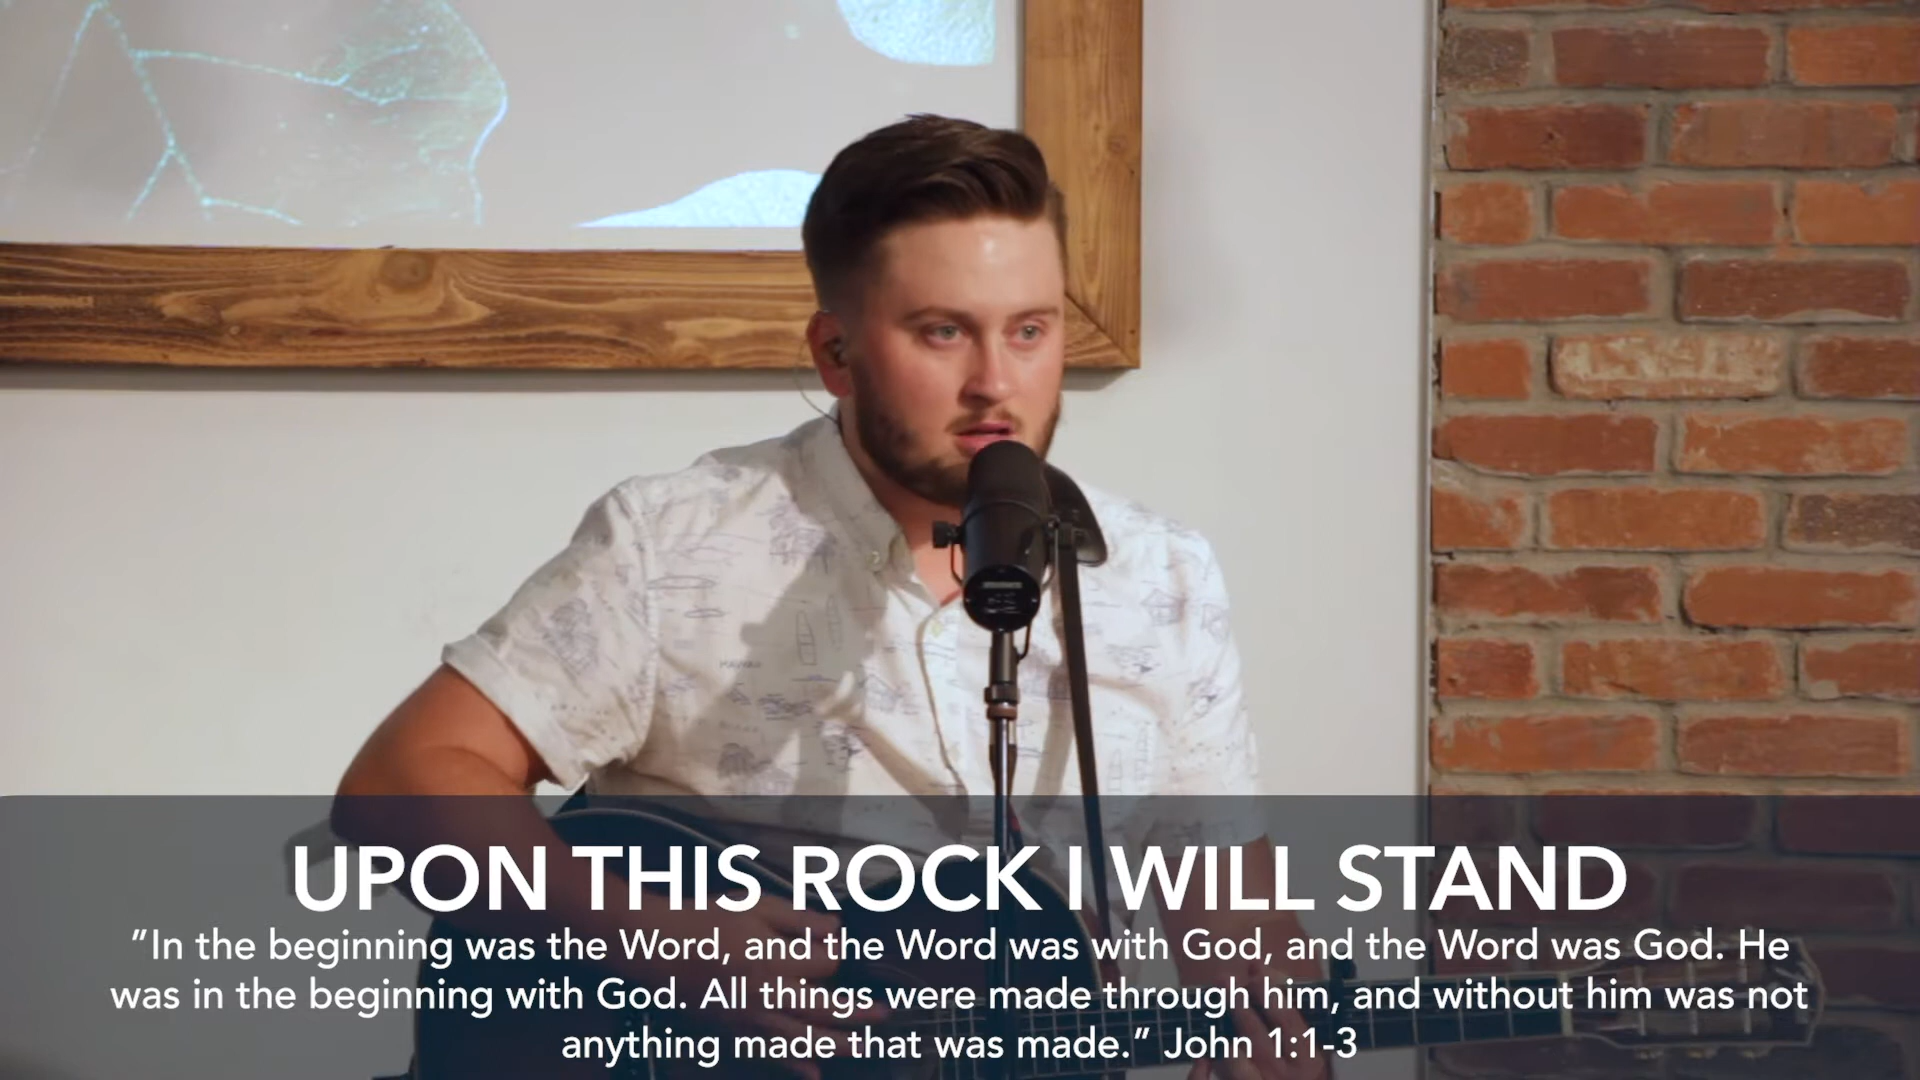 UPON THIS ROCK I WILL STAND
"In the beginning was the Word, and the Word was with God, and the Word was God. He
was in the beginning with God. All things were made through him, and without him was not
anything made that was made." John 1:1-3
HAWAII